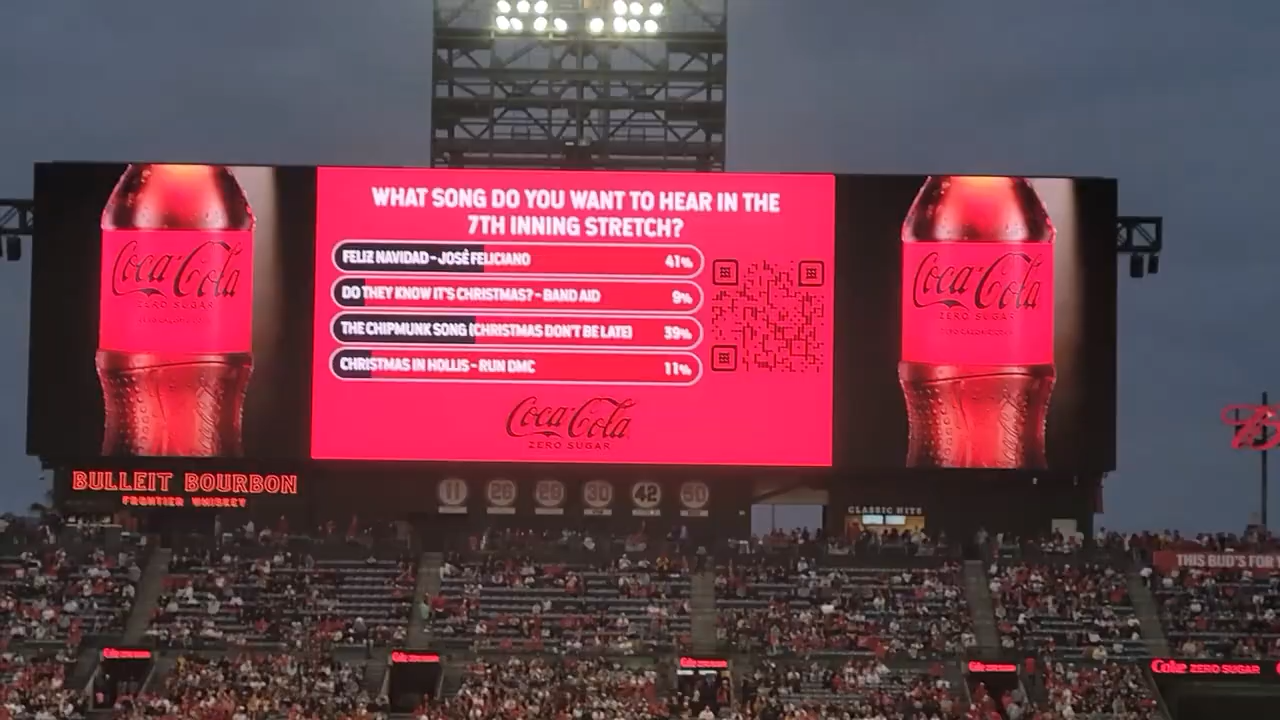 WHAT SONG DO YOU WANT TO HEAR IN THE
7TH INNING STRETCH?
FELIZ NAVIDAD - JOSÈ FELICIANO 41%
DO THEY KNOW IT'S CHRISTMAS? - BAND AID 9%
THE CHIPMUNK SONG (CHRISTMAS DON'T BE LATE) 39%
CHRISTMAS IN HOLLIS - RUN DMC 11%
Coca-Cola
ZERO SUGAR
Coca-Cola
ZERO SUGAR
Coca-Cola
ZERO SUGAR
BULLEIT BOURBON
FRONTIER WHISKEY
11 26 29 30 42 50
CLASSIC HITS
THIS BUD'S FOR
Coke ZERO SUGAR